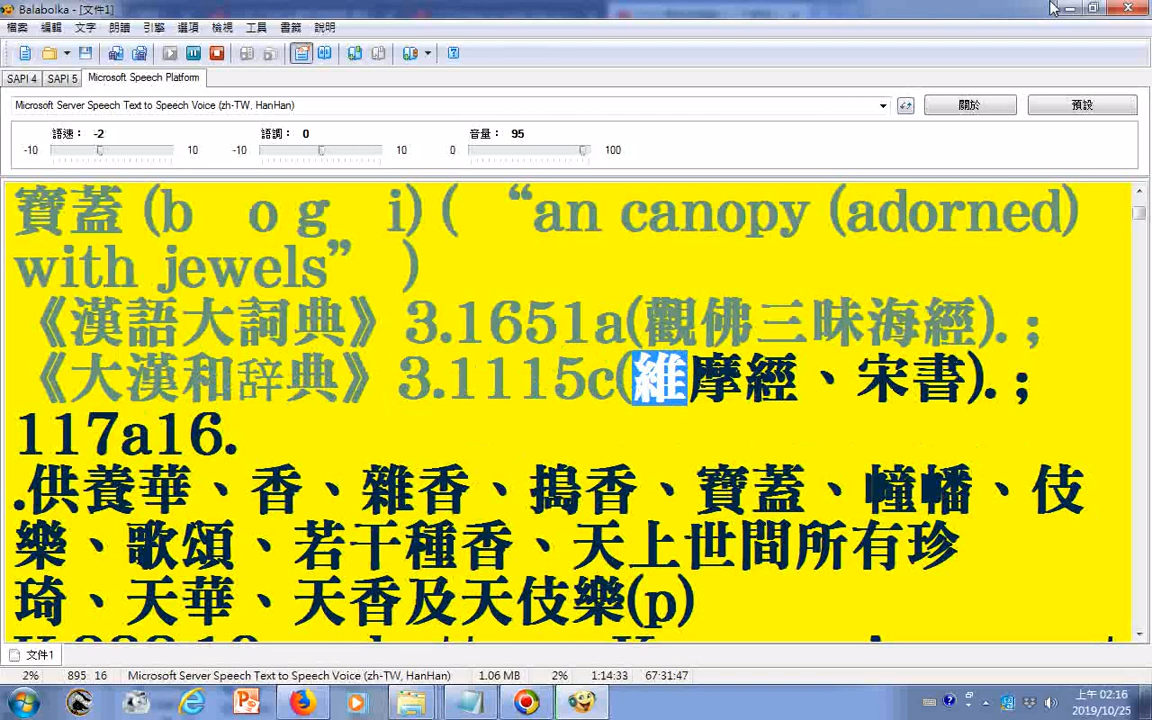 Balabolka - [文件1]
檔案 編輯 文字 朗讀 引擎 選項 檢視 工具 書籤 說明
SAPI 4 SAPI 5 Microsoft Speech Platform
Microsoft Server Speech Text to Speech Voice (zh-TW, HanHan) 關於 預設
語速： -2 語調： 0 音量： 95
-10 10 -10 10 0 100
寶蓋 (b o g i) ( “an canopy (adorned)
with jewels” )
《漢語大詞典》3.1651a(觀佛三昧海經).；
《大漢和辞典》3.1115c(維摩經、宋書).；
117a16.
.供養華、香、雜香、搗香、寶蓋、幢幡、伎
樂、歌頌、若干種香、天上世間所有珍
琦、天華、天香及天伎樂(p)
文件1
2% 895 16 Microsoft Server Speech Text to Speech Voice (zh-TW, HanHan) 1.06 MB 2% 1:14:33 67:31:47
上午 02:16
2019/10/25